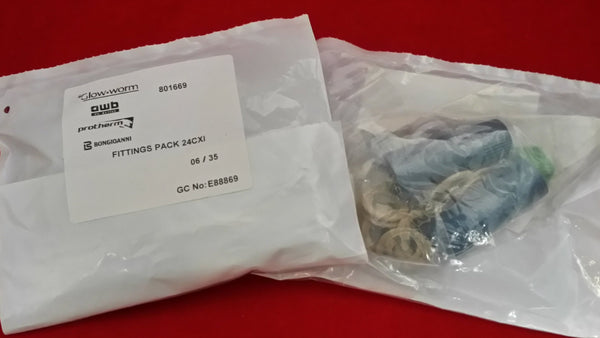 Glow•worm 801669
awb
protherm
BONGIOANNI
FITTINGS PACK 24CXi
06 / 35
GC No: E88869